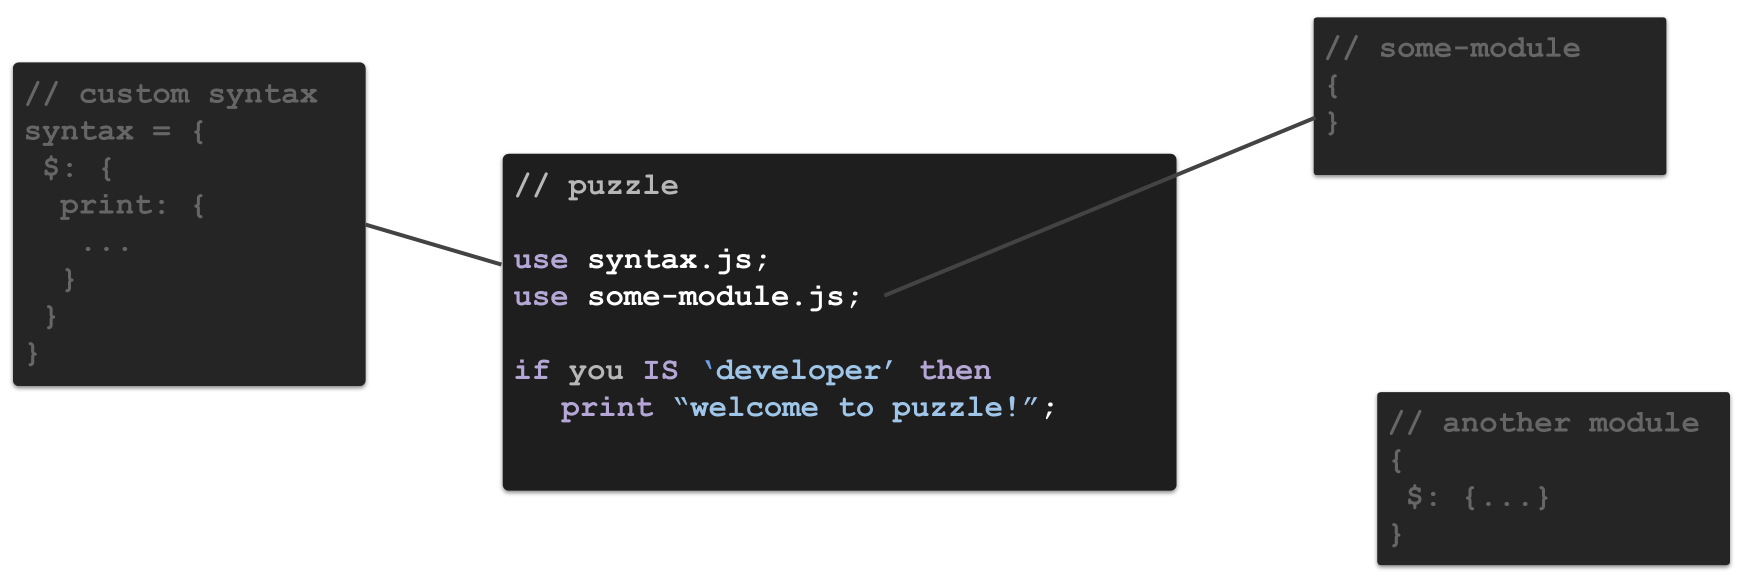 // custom syntax
syntax = {
$: {
print: {
...
}
}
}
// puzzle
use syntax.js;
use some-module.js;
if you IS ‘developer’ then
print “welcome to puzzle!”;
// some-module
{
}
// another module
{
$: {...}
}